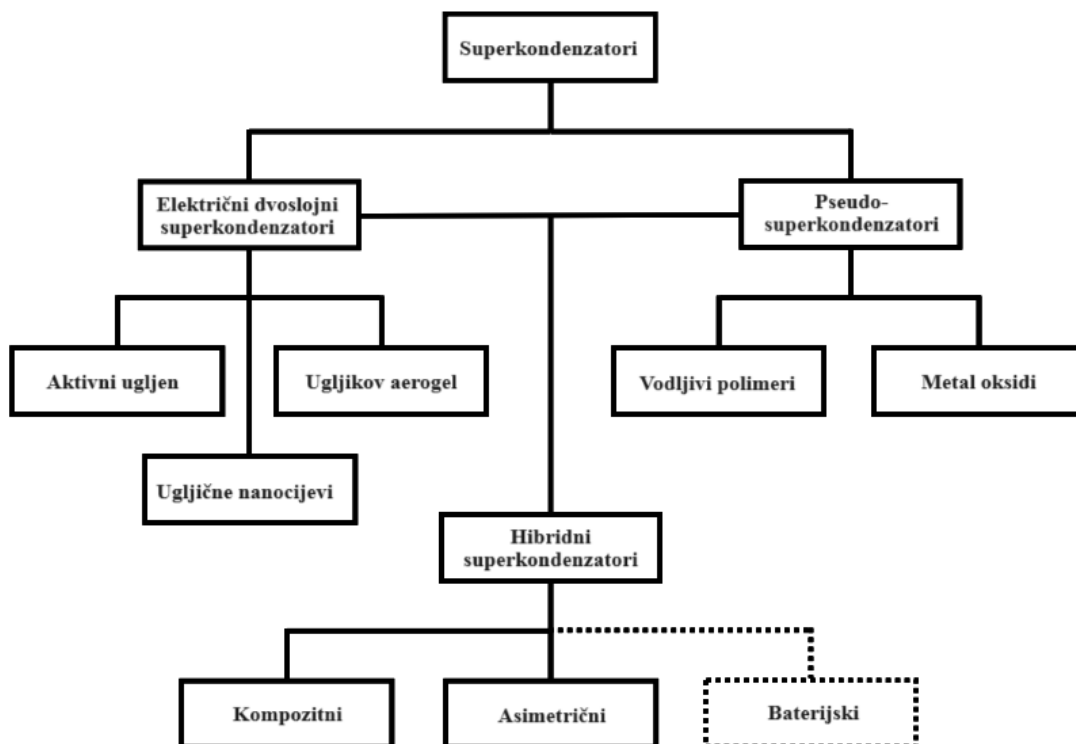 Superkondenzatori
Električni dvoslojni
superkondenzatori
Pseudo-
superkondenzatori
Aktivni ugljen
Ugljikov aerogel
Vodljivi polimeri
Metal oksidi
Ugljične nanocijevi
Hibridni
superkondenzatori
Kompozitni
Asimetrični
Baterijski